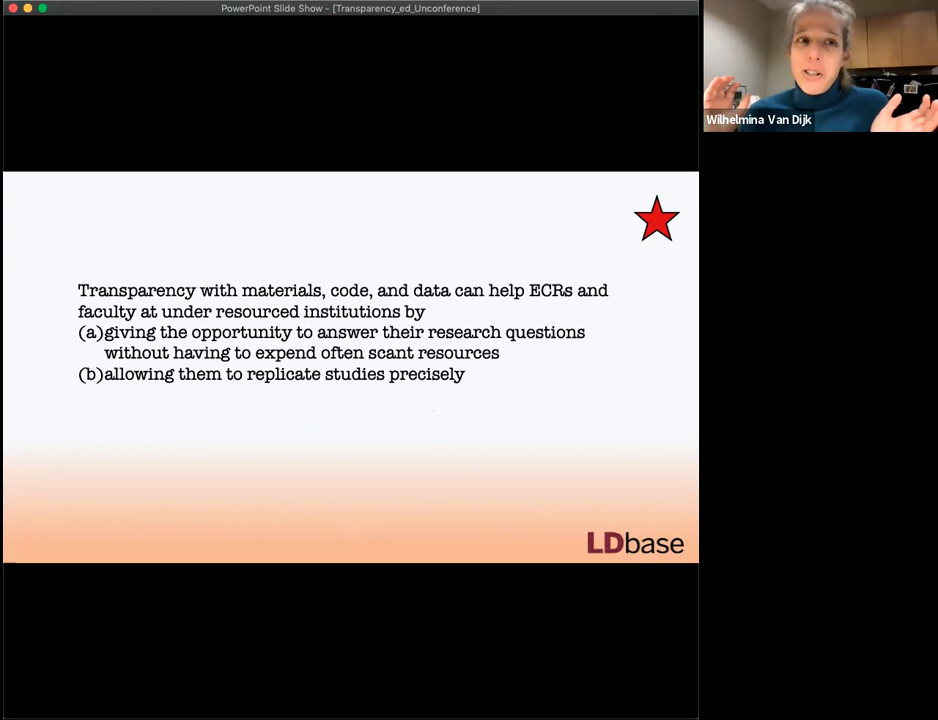 PowerPoint Slide Show - [Transparency_ed_Unconference]
Wilhelmina Van Dijk
Transparency with materials, code, and data can help ECRs and
faculty at under resourced institutions by
(a)giving the opportunity to answer their research questions
without having to expend often scant resources
(b)allowing them to replicate studies precisely
LDbase